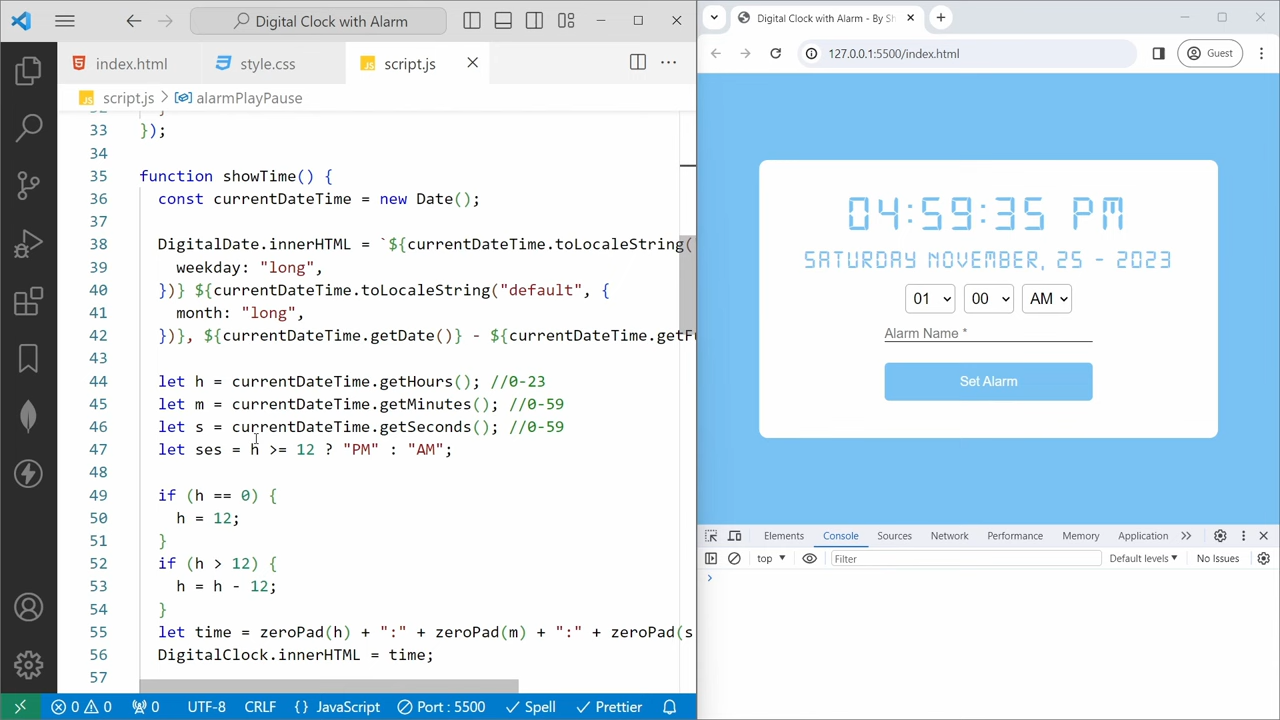 Digital Clock with Alarm
index.html
style.css
JS script.js
JS script.js > alarmPlayPause
33 });
34
35 function showTime() {
36 const currentDateTime = new Date();
37
38 DigitalDate.innerHTML = `${currentDateTime.toLocaleString(
39 weekday: "long",
40 })} ${currentDateTime.toLocaleString("default", {
41 month: "long",
42 })}, ${currentDateTime.getDate()} - ${currentDateTime.getFu
43
44 let h = currentDateTime.getHours(); //0-23
45 let m = currentDateTime.getMinutes(); //0-59
46 let s = currentDateTime.getSeconds(); //0-59
47 let ses = h >= 12 ? "PM" : "AM";
48
49 if (h == 0) {
50 h = 12;
51 }
52 if (h > 12) {
53 h = h - 12;
54 }
55 let time = zeroPad(h) + ":" + zeroPad(m) + ":" + zeroPad(s
56 DigitalClock.innerHTML = time;
57
0 0 0 UTF-8 CRLF {} JavaScript Port : 5500 Spell Prettier
Digital Clock with Alarm - By Sh
127.0.0.1:5500/index.html
Guest
04:59:35 PM
SATURDAY NOVEMBER, 25 - 2023
01 00 AM
Alarm Name *
Set Alarm
Elements Console Sources Network Performance Memory Application
top Filter Default levels No Issues